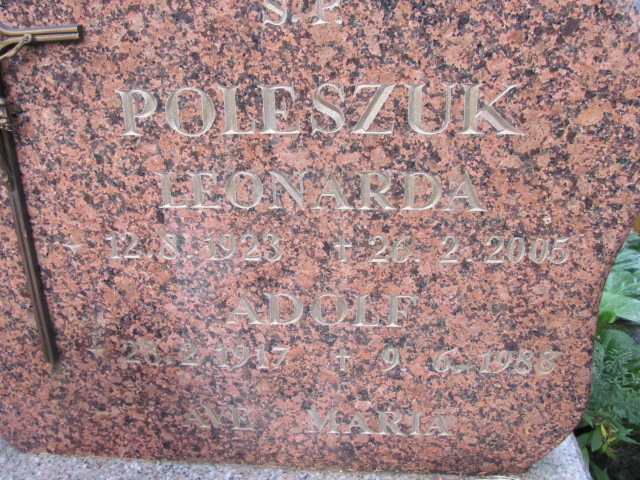 S. P.
POLESZUK
LEONARDA
* 12. 8. 1923 † 26. 2. 2005
ADOLF
* 28. 2. 1917 † 9. 6. 1988
AVE MARIA